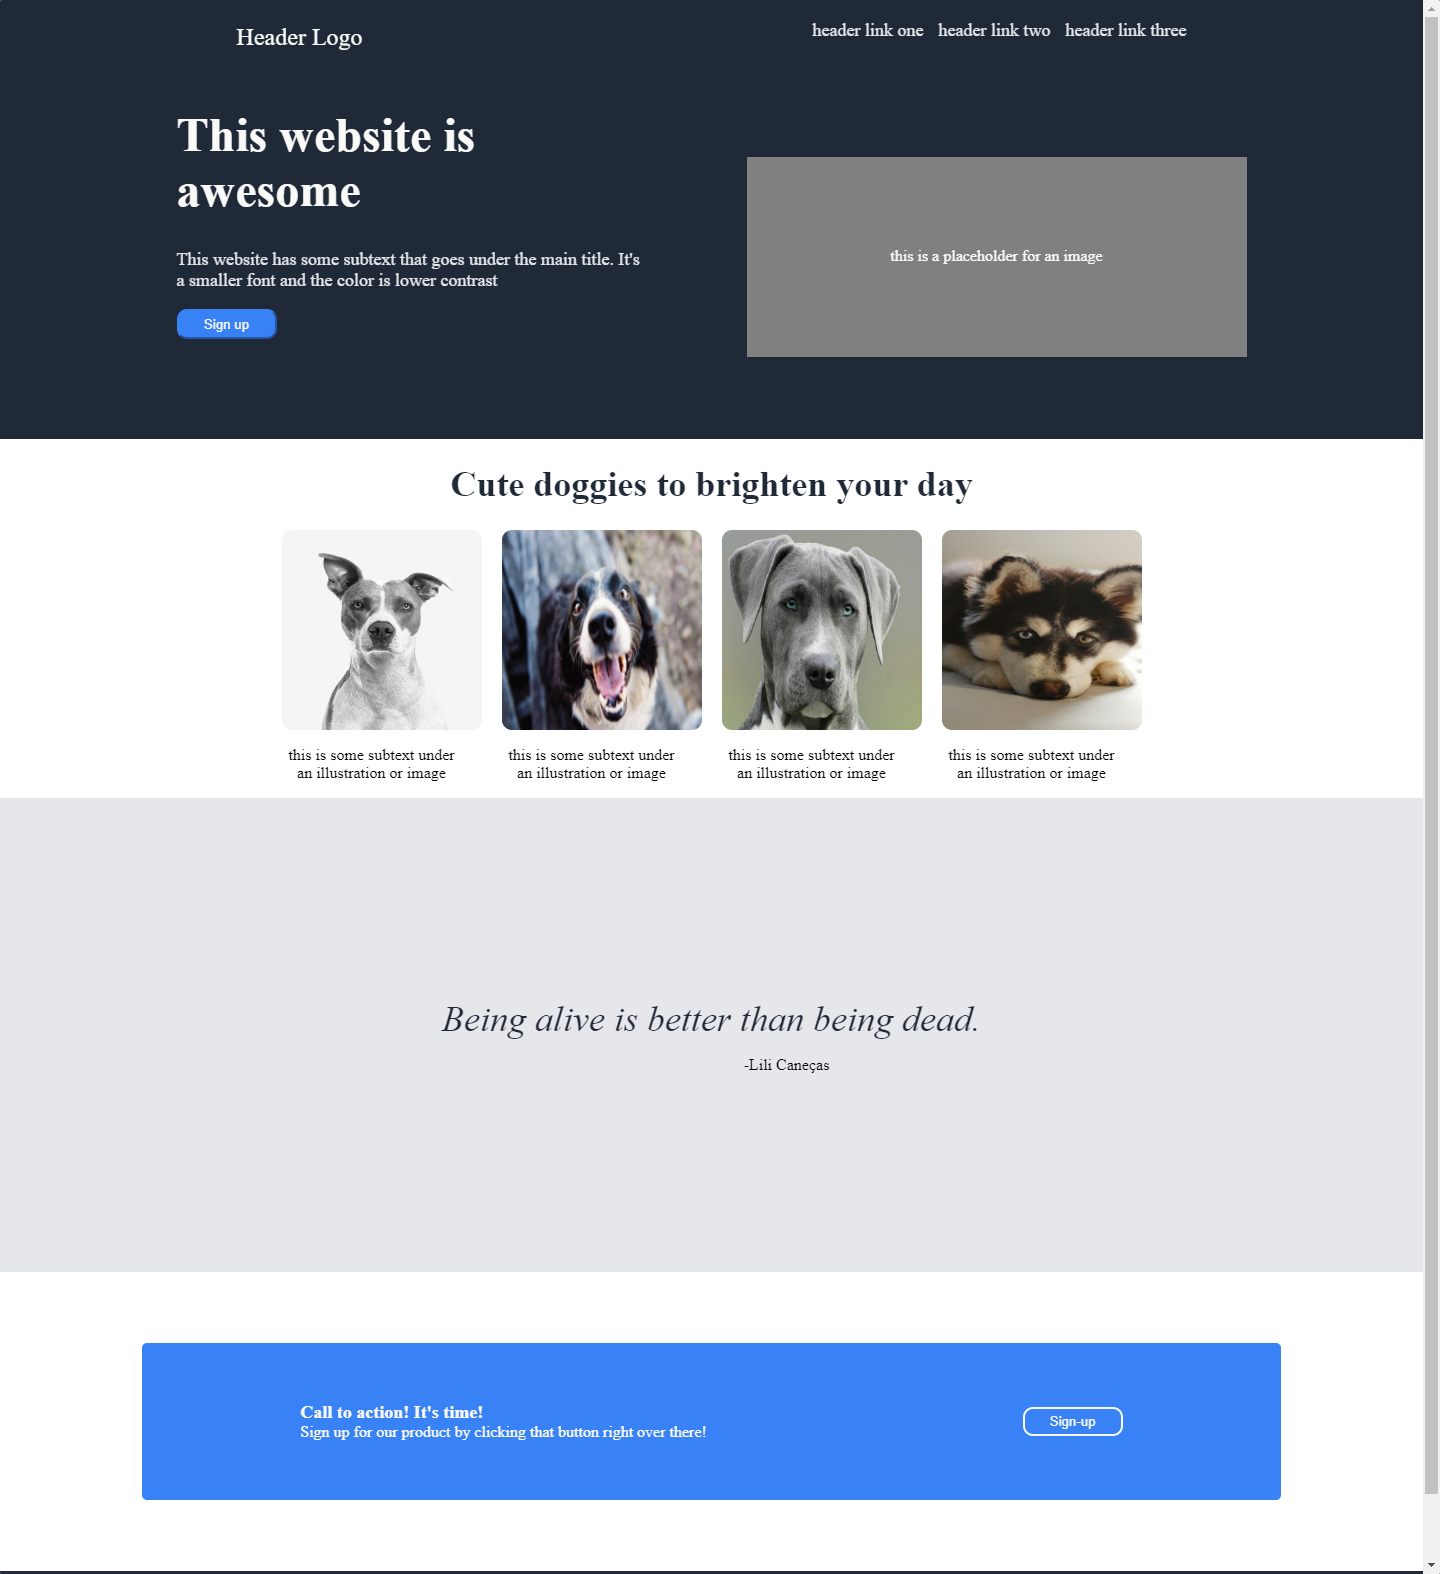 Header Logo
header link one header link two header link three
This website is
awesome
This website has some subtext that goes under the main title. It's
a smaller font and the color is lower contrast
Sign up
this is a placeholder for an image
Cute doggies to brighten your day
this is some subtext under
an illustration or image
this is some subtext under
an illustration or image
this is some subtext under
an illustration or image
this is some subtext under
an illustration or image
Being alive is better than being dead.
-Lili Caneças
Call to action! It's time!
Sign up for our product by clicking that button right over there!
Sign-up